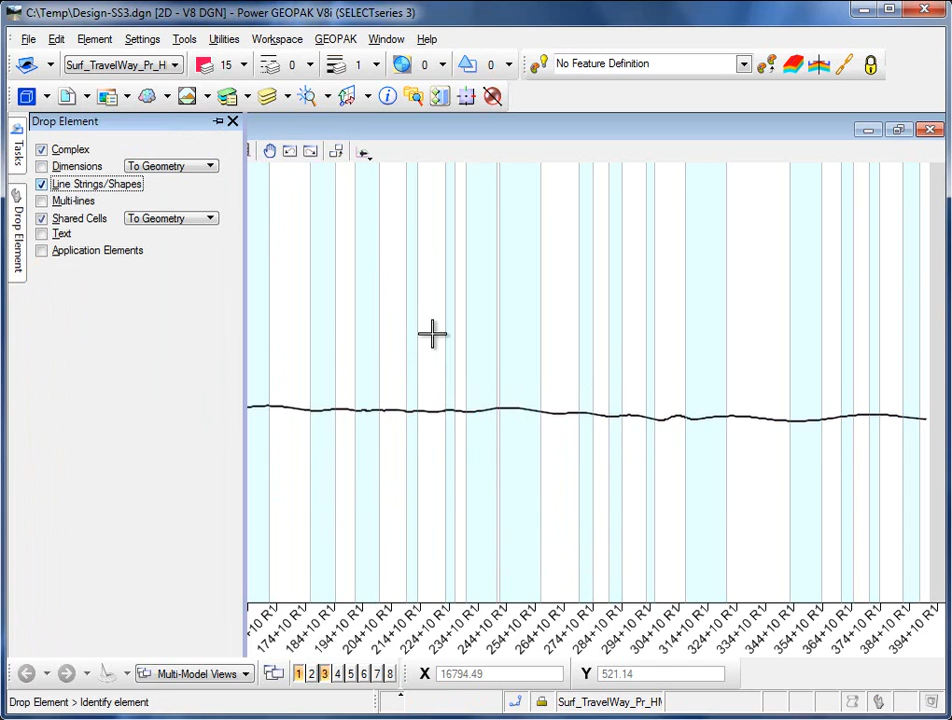 C:\Temp\Design-SS3.dgn [2D - V8 DGN] - Power GEOPAK V8i (SELECTseries 3)
File Edit Element Settings Tools Utilities Workspace GEOPAK Window Help
Surf_TravelWay_Pr_H 15 0 1 0 0 No Feature Definition
Drop Element
Tasks
Drop Element
Complex
Dimensions To Geometry
Line Strings/Shapes
Multi-lines
Shared Cells To Geometry
Text
Application Elements
+10 R1 174+10 R1 184+10 R1 194+10 R1 204+10 R1 214+10 R1 224+10 R1 234+10 R1 244+10 R1 254+10 R1 264+10 R1 274+10 R1 284+10 R1 294+10 R1 304+10 R1 314+10 R1 324+10 R1 334+10 R1 344+10 R1 354+10 R1 364+10 R1 374+10 R1 384+10 R1 394+10 R1
Multi-Model Views 1 2 3 4 5 6 7 8 X 16794.49 Y 521.14
Drop Element > Identify element Surf_TravelWay_Pr_HM